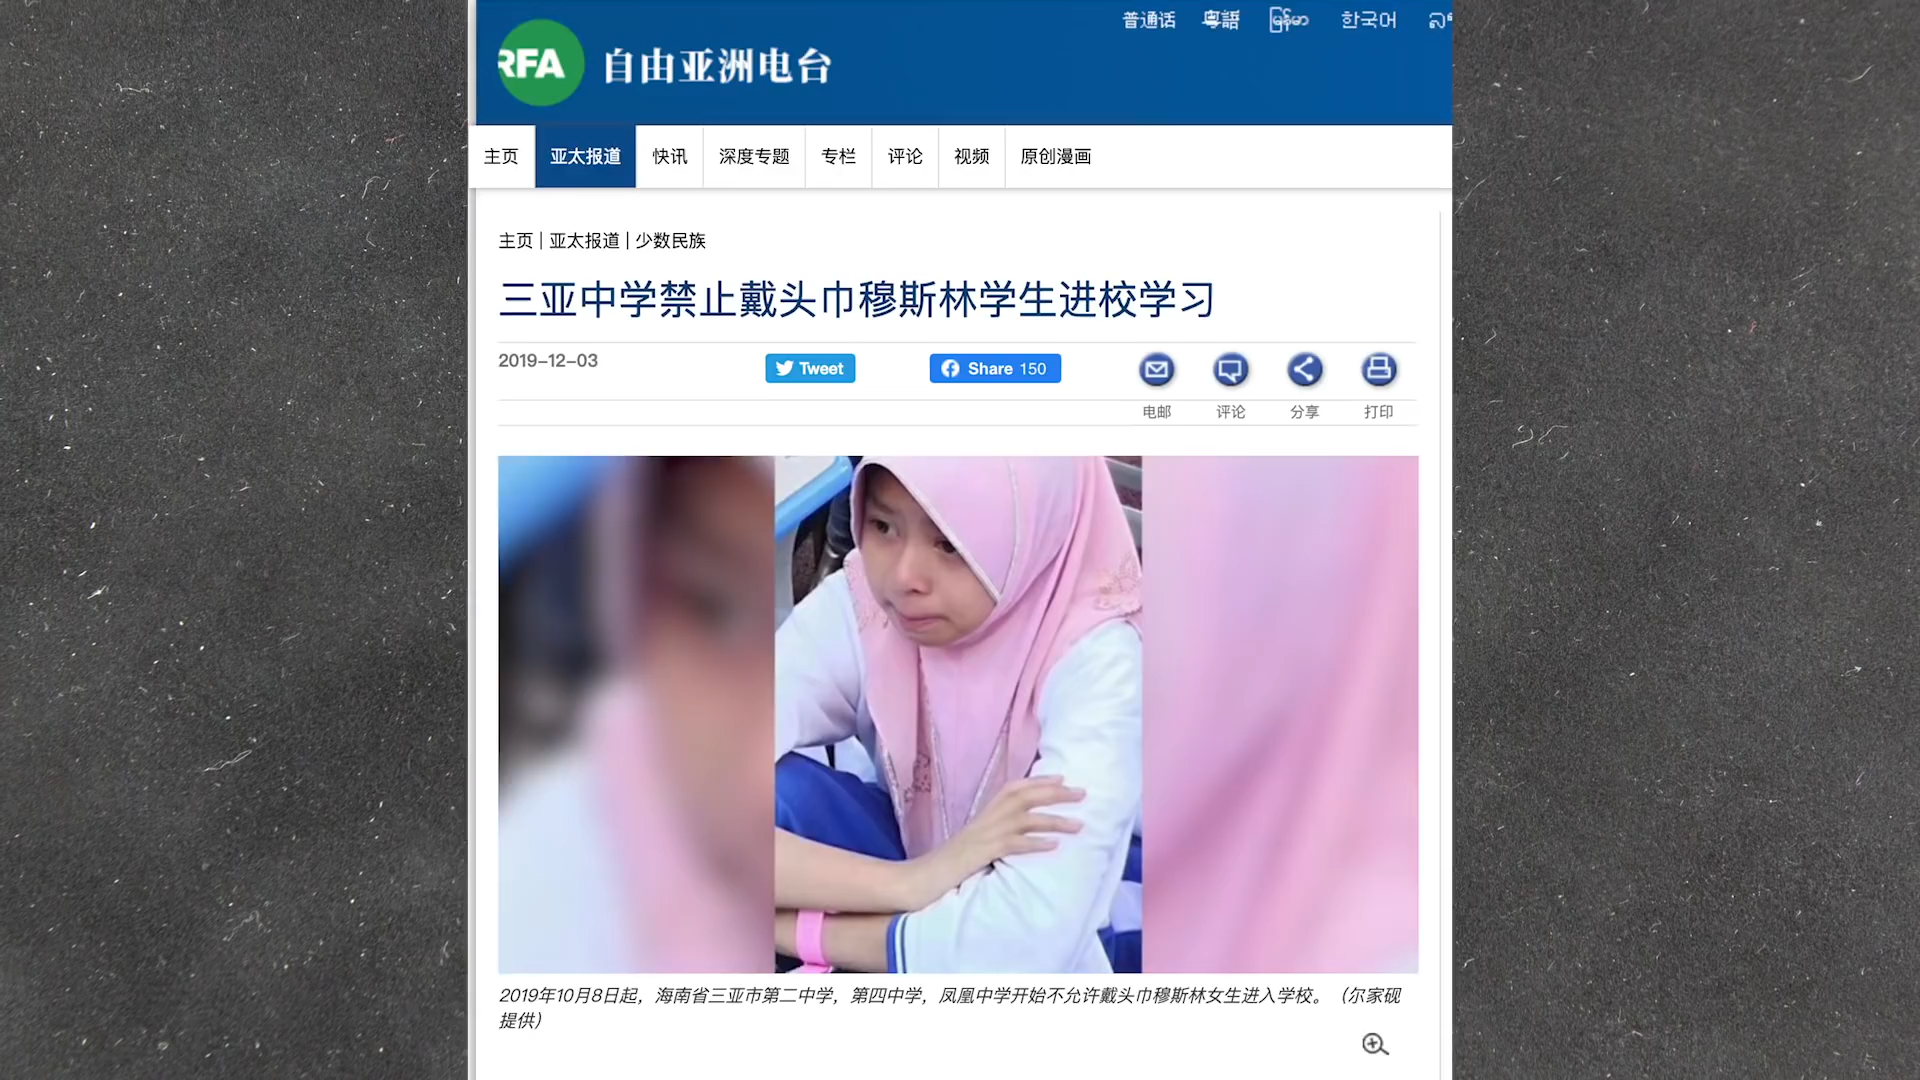 普通话 粵語 မြန်မာ 한국어
RFA 自由亚洲电台
主页 亚太报道 快讯 深度专题 专栏 评论 视频 原创漫画
主页 | 亚太报道 | 少数民族
三亚中学禁止戴头巾穆斯林学生进校学习
2019-12-03 Tweet Share 150
电邮 评论 分享 打印
2019年10月8日起，海南省三亚市第二中学，第四中学，凤凰中学开始不允许戴头巾穆斯林女生进入学校。（尔家砚
提供）